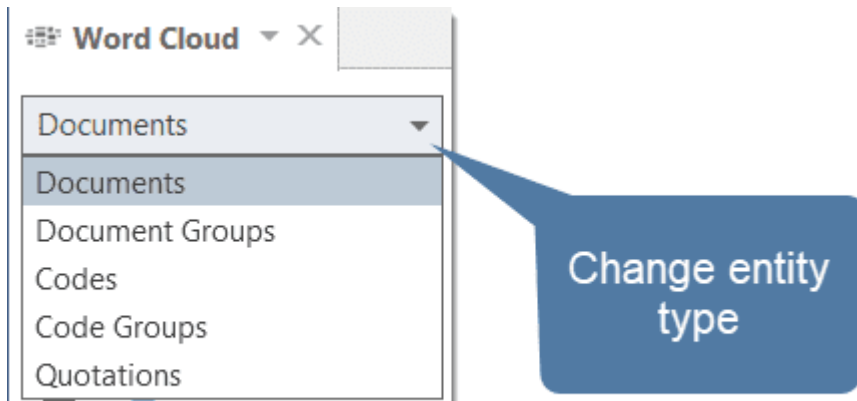 Word Cloud
Documents
Documents
Document Groups
Codes
Code Groups
Quotations
Change entity
type